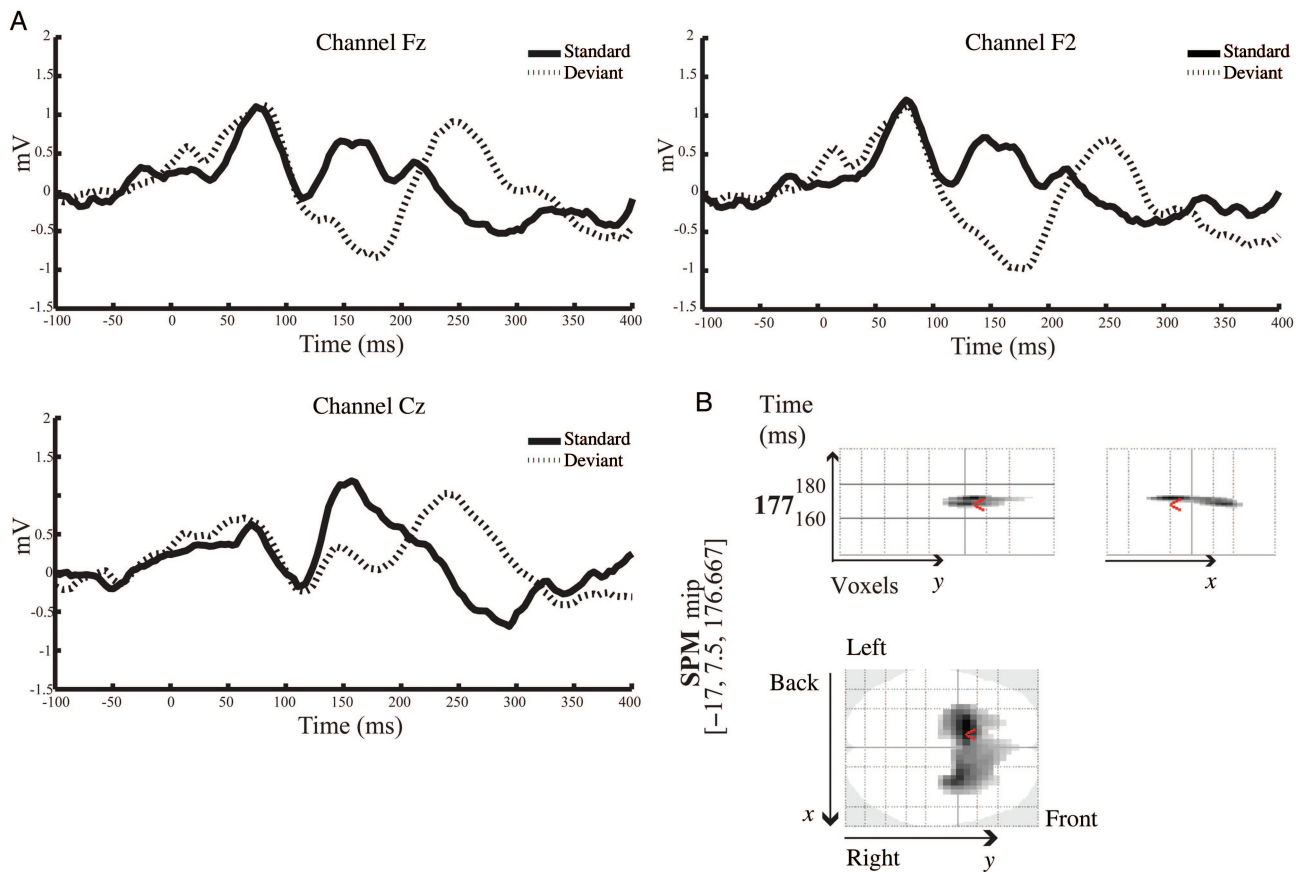 A
Channel Fz
Standard
Deviant
2
1.5
1
0.5
0
-0.5
-1
-1.5
mV
-100 -50 0 50 100 150 200 250 300 350 400
Time (ms)
Channel F2
Standard
Deviant
2
1.5
1
0.5
0
-0.5
-1
-1.5
mV
-100 -50 0 50 100 150 200 250 300 350 400
Time (ms)
Channel Cz
Standard
Deviant
2
1.5
1
0.5
0
-0.5
-1
-1.5
mV
-100 -50 0 50 100 150 200 250 300 350 400
Time (ms)
B
Time
(ms)
180
177
160
Voxels y
x
SPM mip
[−17, 7.5, 176.667]
Left
Back
x
Front
Right y